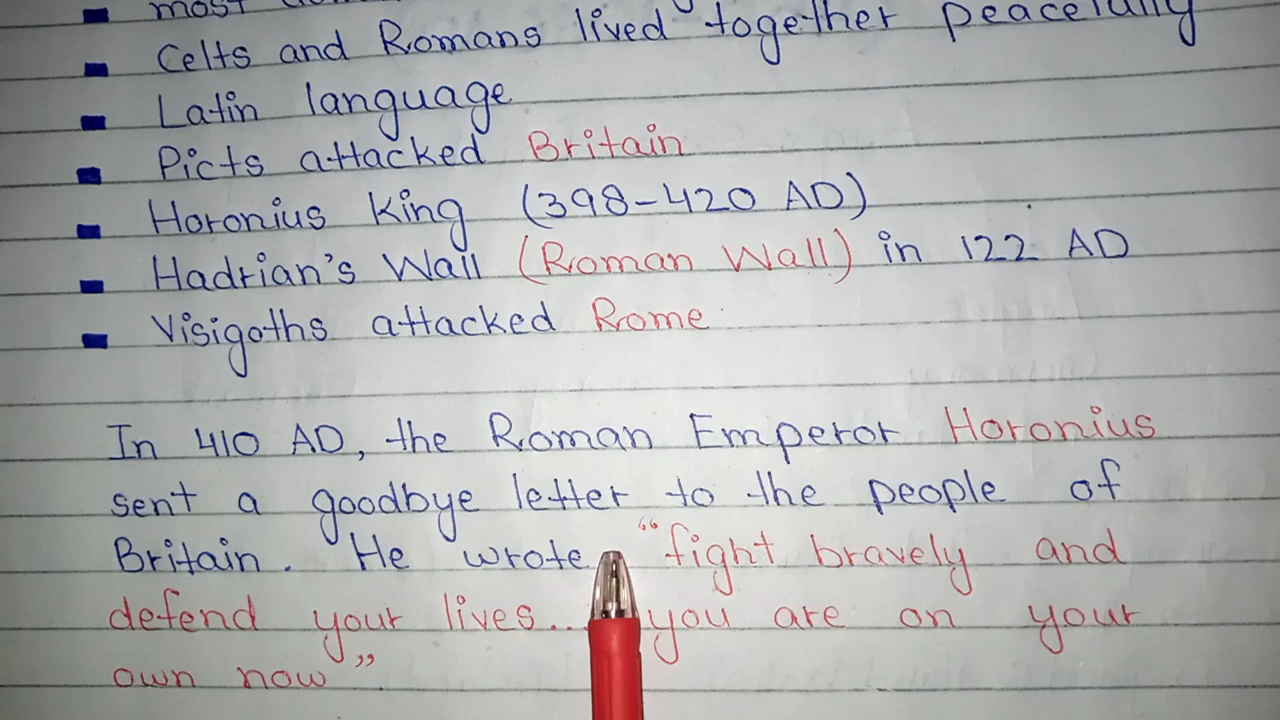 most
Celts and Romans lived together peacefully
Latin language
Picts attacked Britain
Horonius King (398-420 AD)
Hadrian's Wall (Roman Wall) in 122 AD
Visigoths attacked Rome
In 410 AD, the Roman Emperor Horonius
sent a goodbye letter to the people of
Britain. He wrote "fight bravely and
defend your lives... you are on your
own now"